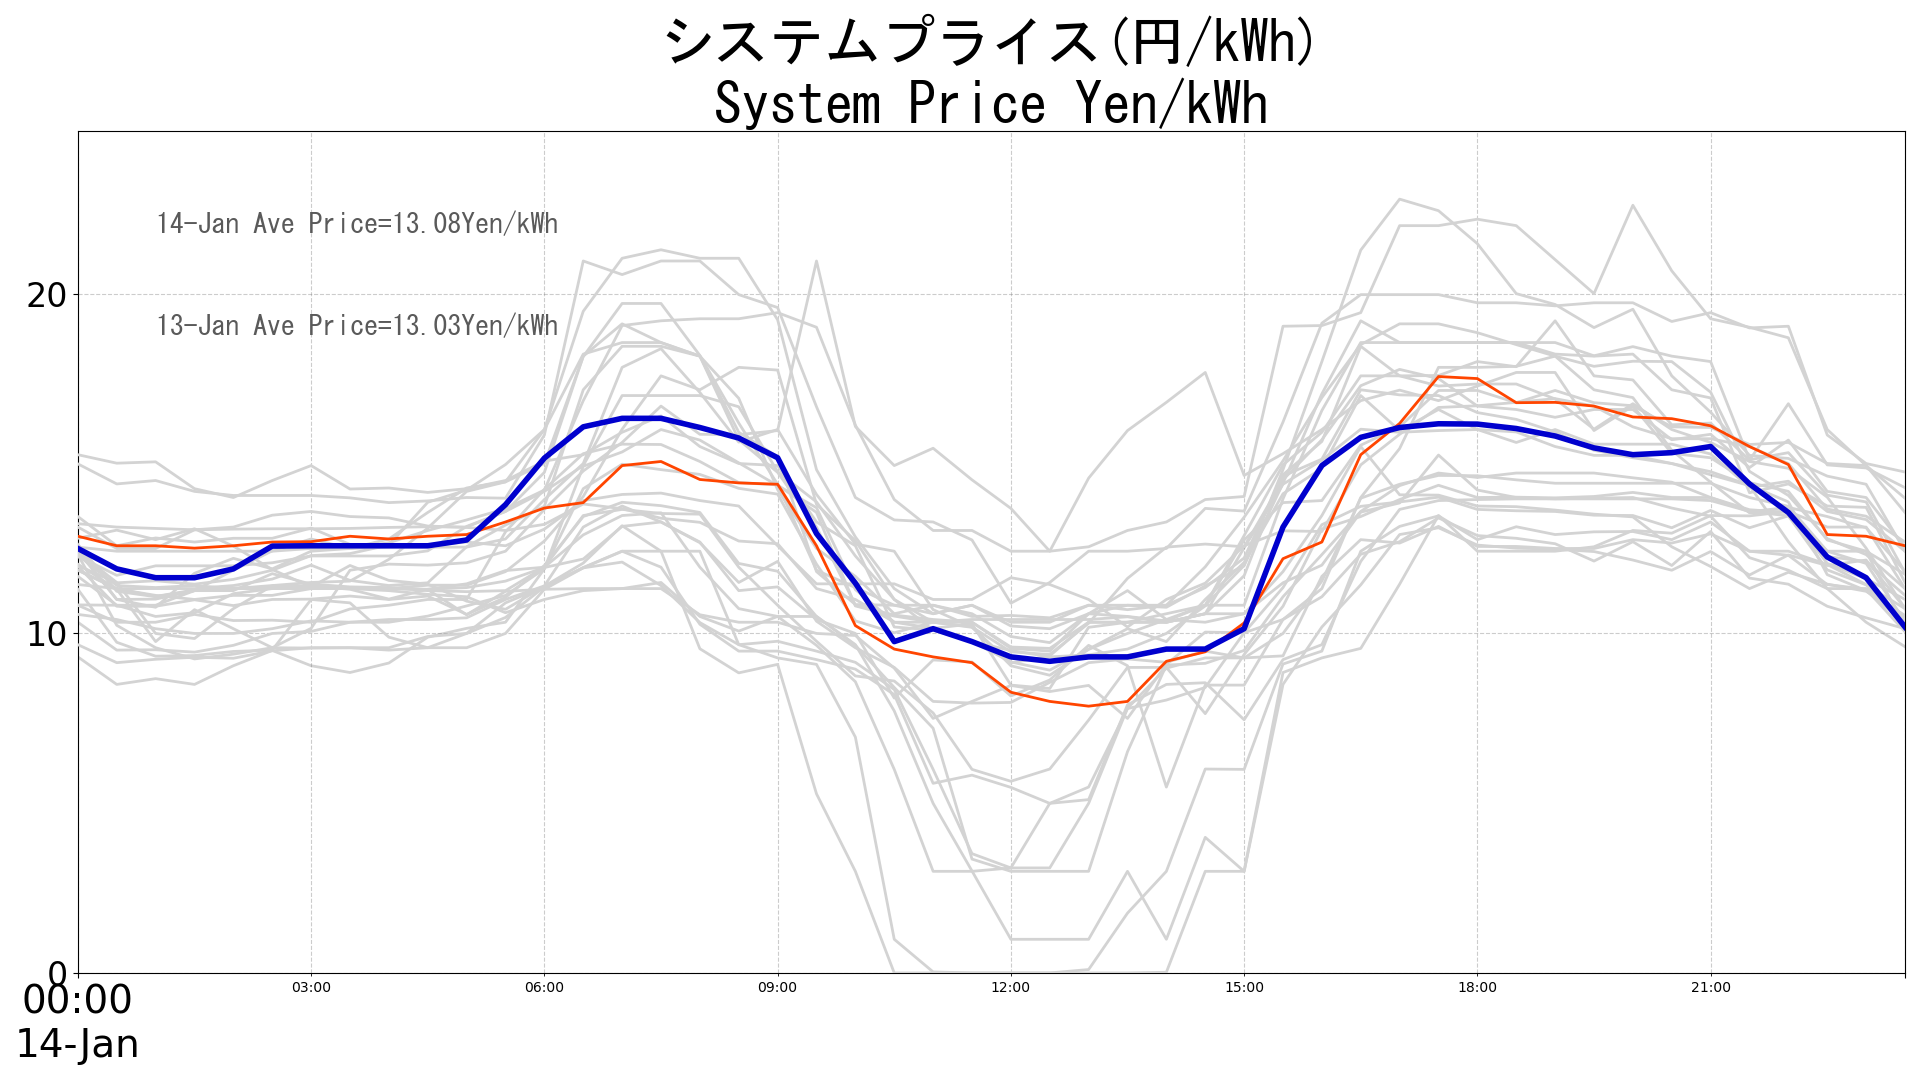 システムプライス(円/kWh)
System Price Yen/kWh
14-Jan Ave Price=13.08Yen/kWh
13-Jan Ave Price=13.03Yen/kWh
20
10
0
00:00 03:00 06:00 09:00 12:00 15:00 18:00 21:00
14-Jan